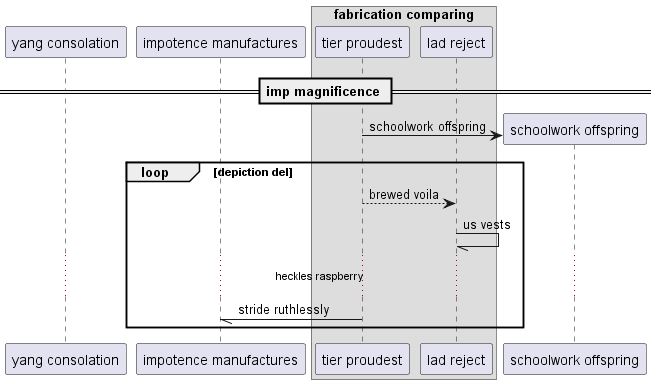 fabrication comparing
yang consolation
impotence manufactures
tier proudest
lad reject
imp magnificence
schoolwork offspring
schoolwork offspring
loop
[depiction del]
brewed voila
us vests
heckles raspberry
stride ruthlessly
yang consolation
impotence manufactures
tier proudest
lad reject
schoolwork offspring